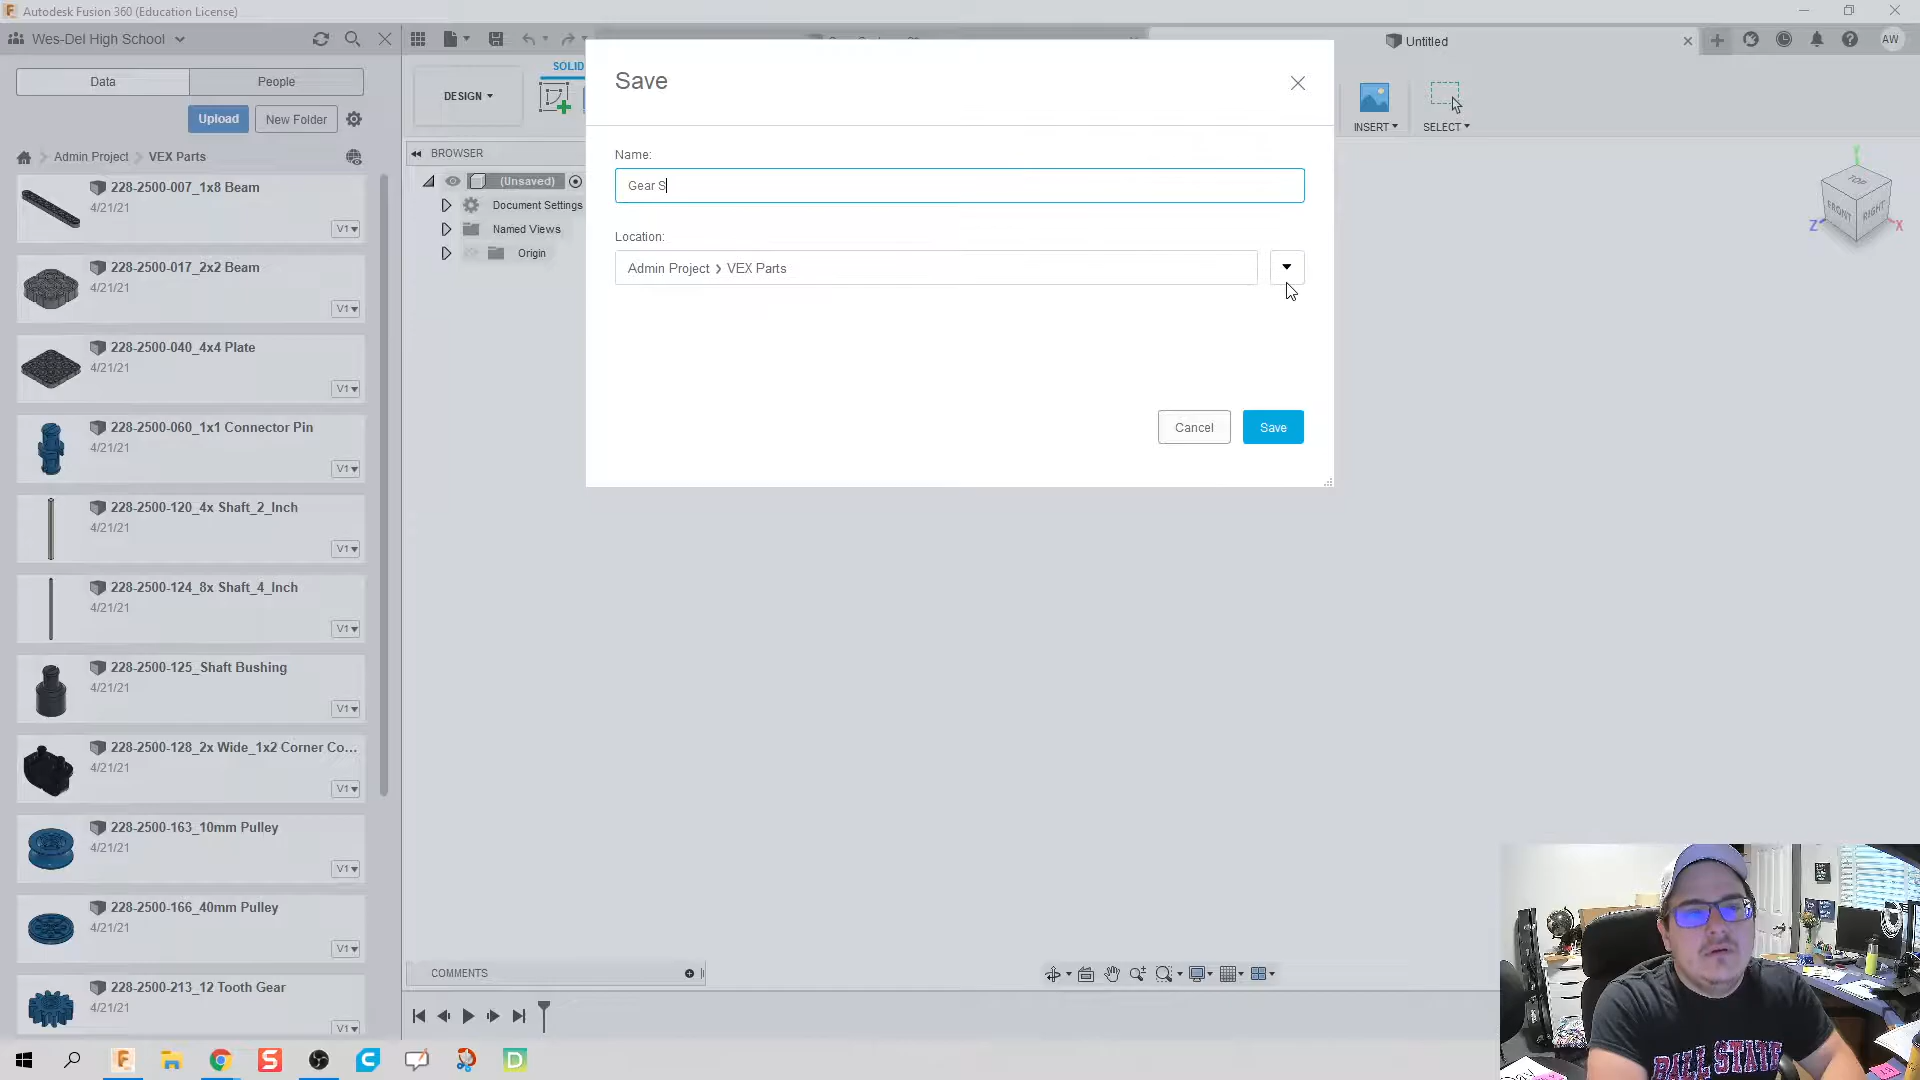 Autodesk Fusion 360 (Education License)
Wes-Del High School
Untitled
AW
Data
People
Upload
New Folder
Admin Project
VEX Parts
228-2500-007_1x8 Beam
4/21/21
V1
228-2500-017_2x2 Beam
4/21/21
V1
228-2500-040_4x4 Plate
4/21/21
V1
228-2500-060_1x1 Connector Pin
4/21/21
V1
228-2500-120_4x Shaft_2_Inch
4/21/21
V1
228-2500-124_8x Shaft_4_Inch
4/21/21
V1
228-2500-125_Shaft Bushing
4/21/21
V1
228-2500-128_2x Wide_1x2 Corner Co...
4/21/21
V1
228-2500-163_10mm Pulley
4/21/21
V1
228-2500-166_40mm Pulley
4/21/21
V1
228-2500-213_12 Tooth Gear
4/21/21
V1
DESIGN
SOLID
BROWSER
(Unsaved)
Document Settings
Named Views
Origin
Save
Name:
Gear S
Location:
Admin Project > VEX Parts
Cancel
Save
INSERT
SELECT
Y
TOP
FRONT
RIGHT
Z
X
COMMENTS
BALL STATE